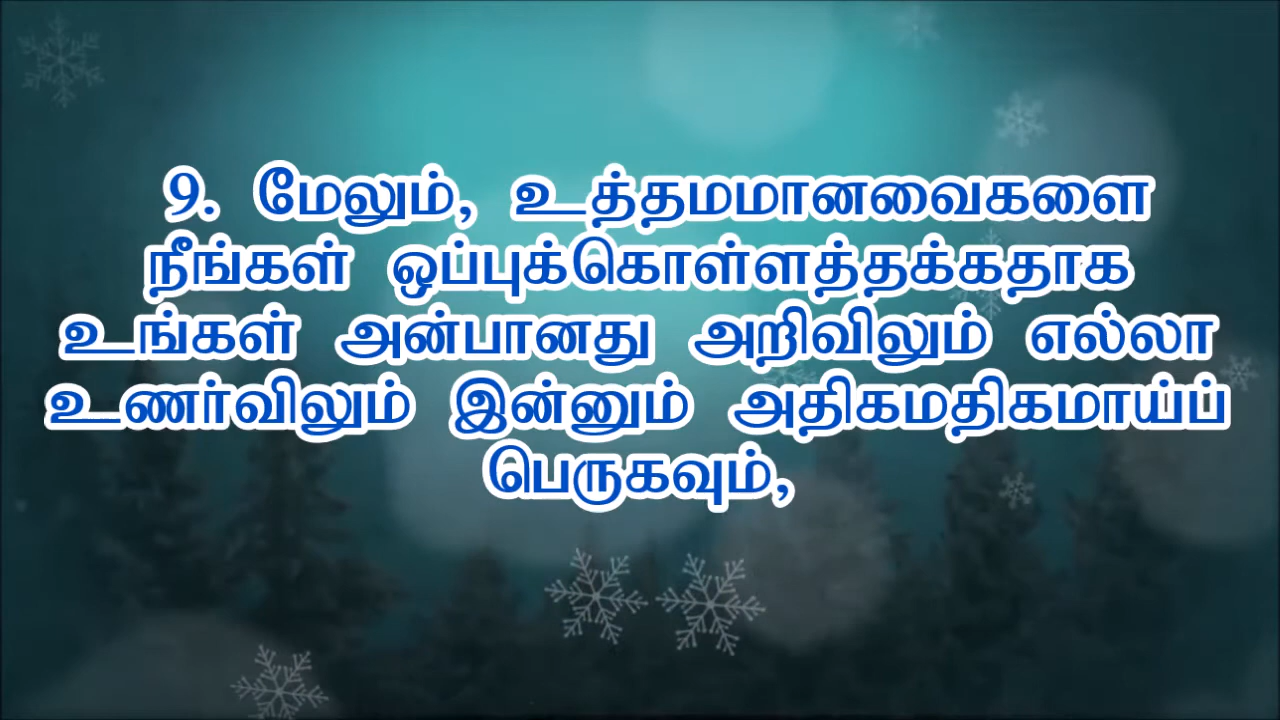 9. மேலும், உத்தமமானவைகளை
நீங்கள் ஒப்புக்கொள்ளத்தக்கதாக
உங்கள் அன்பானது அறிவிலும் எல்லா
உணர்விலும் இன்னும் அதிகமதிகமாய்ப்
பெருகவும்,